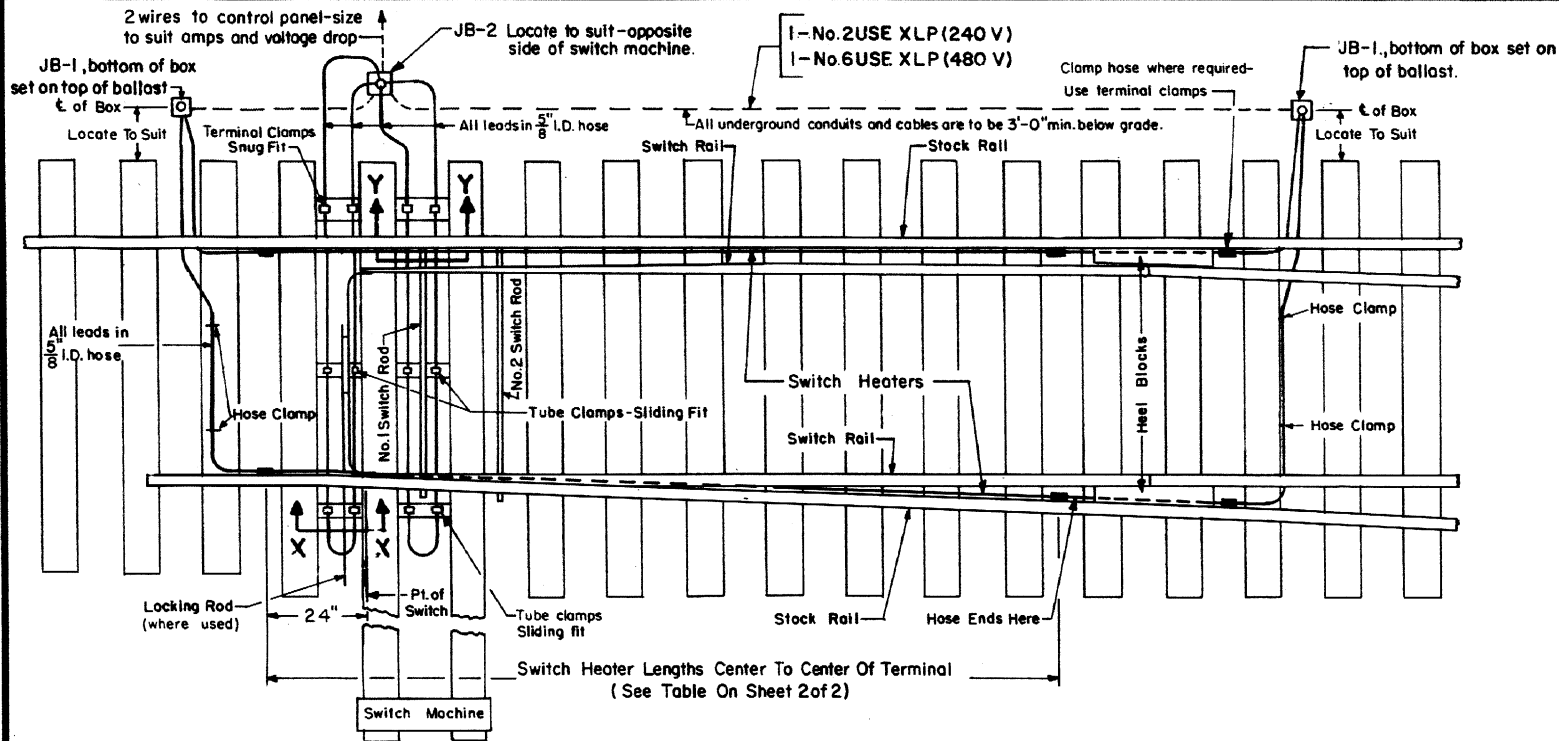 2 wires to control panel-size
to suit amps and voltage drop
JB-2 Locate to suit-opposite
side of switch machine.
1-No.2USE XLP (240 V)
1-No.6USE XLP (480 V)
JB-1, bottom of box
set on top of ballast
JB-1., bottom of box set on
top of ballast.
Clamp hose where required-
Use terminal clamps
℄ of Box
Locate To Suit
℄ of Box
Locate To Suit
Terminal Clamps
Snug Fit
All leads in 5/8" I.D. hose
All underground conduits and cables are to be 3'-0" min. below grade.
Switch Rail
Stock Rail
Y
Y
All leads in
5/8" I.D. hose
Hose Clamp
No.1 Switch Rod
No.2 Switch Rod
Switch Heaters
Tube Clamps-Sliding Fit
Heel Blocks
Hose Clamp
Hose Clamp
Switch Rail
X
X
Locking Rod
(where used)
24"
Pt. of
Switch
Tube clamps
Sliding fit
Stock Rail
Hose Ends Here
Switch Heater Lengths Center To Center Of Terminal
(See Table On Sheet 2 of 2)
Switch Machine